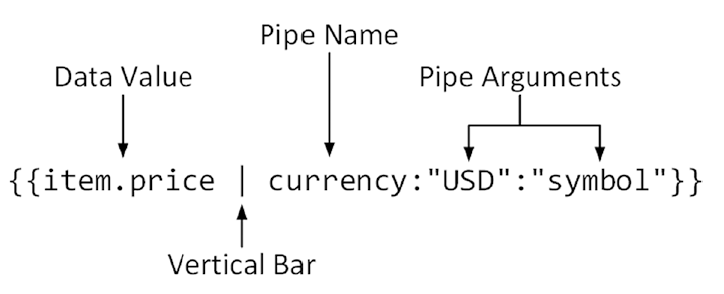 Pipe Name
Data Value
Pipe Arguments
{{item.price | currency:"USD":"symbol"}}
Vertical Bar